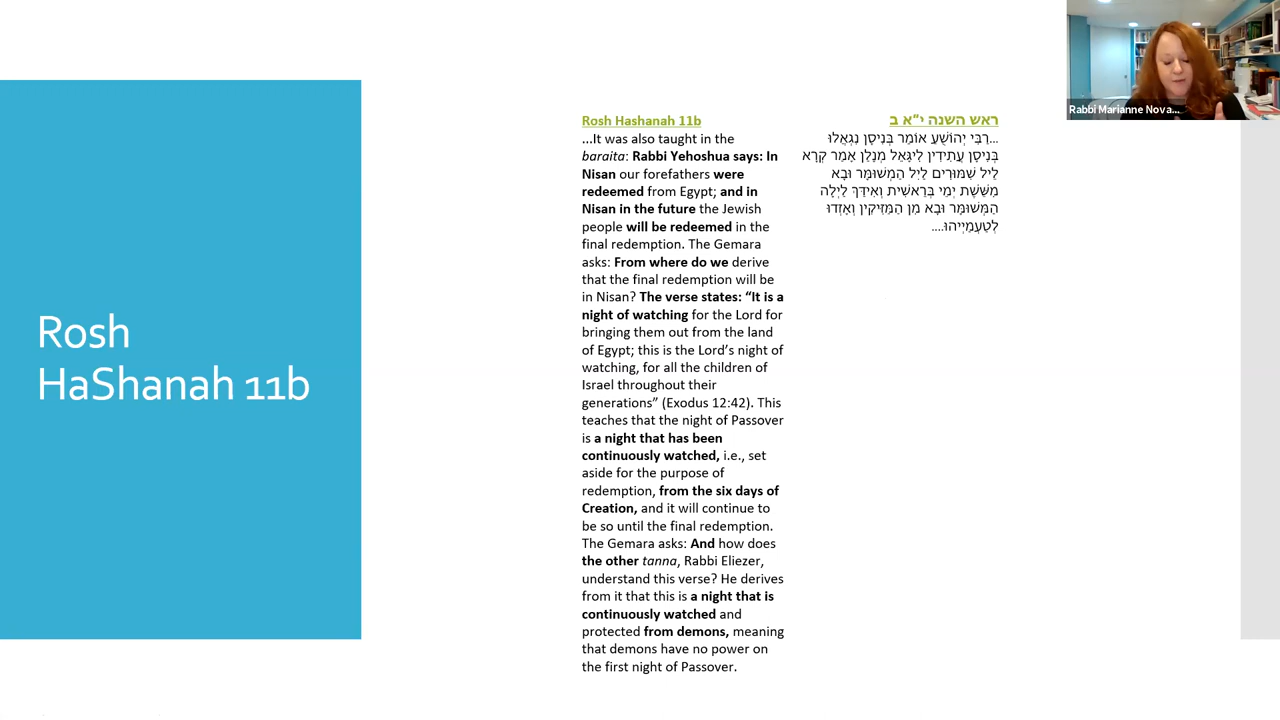 Rosh
HaShanah 11b
Rosh Hashanah 11b
...It was also taught in the
baraita: Rabbi Yehoshua says: In
Nisan our forefathers were
redeemed from Egypt; and in
Nisan in the future the Jewish
people will be redeemed in the
final redemption. The Gemara
asks: From where do we derive
that the final redemption will be
in Nisan? The verse states: “It is a
night of watching for the Lord for
bringing them out from the land
of Egypt; this is the Lord’s night of
watching, for all the children of
Israel throughout their
generations” (Exodus 12:42). This
teaches that the night of Passover
is a night that has been
continuously watched, i.e., set
aside for the purpose of
redemption, from the six days of
Creation, and it will continue to
be so until the final redemption.
The Gemara asks: And how does
the other tanna, Rabbi Eliezer,
understand this verse? He derives
from it that this is a night that is
continuously watched and
protected from demons, meaning
that demons have no power on
the first night of Passover.
ראש השנה י״א ב
...רַבִּי יְהוֹשֻׁעַ אוֹמֵר בְּנִיסָן נִגְאֲלוּ
בְּנִיסָן עֲתִידִין לִיגָּאֵל מְנָלַן אָמַר קְרָא
לֵיל שִׁמּוּרִים לַיִל הַמְשׁוּמָּר וּבָא
מִשֵּׁשֶׁת יְמֵי בְּרֵאשִׁית וְאִידַּךְ לַיְלָה
הַמְּשׁוּמָּר וּבָא מִן הַמַּזִּיקִין וְאָזְדוּ
לְטַעְמַיְיהוּ....
Rabbi Marianne Nova...